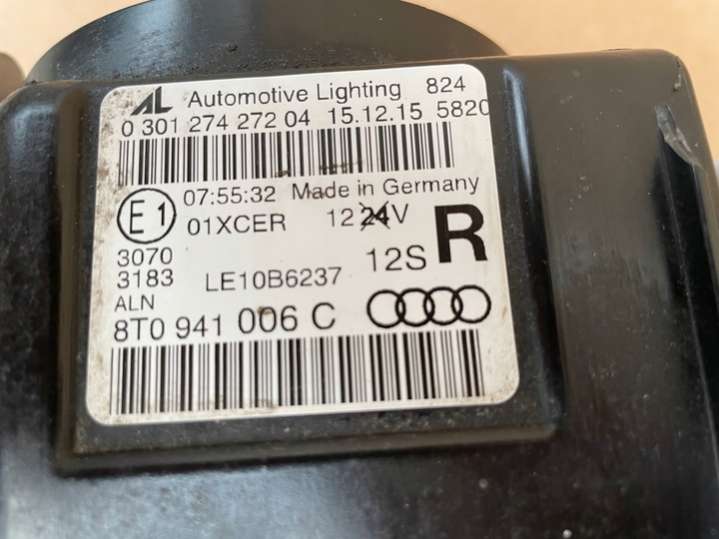 AL Automotive Lighting 824
0 301 274 272 04 15.12.15 5820
07:55:32 Made in Germany
E1 01XCER 12 24V R
3070
3183 LE10B6237 12S
ALN
8T0 941 006 C